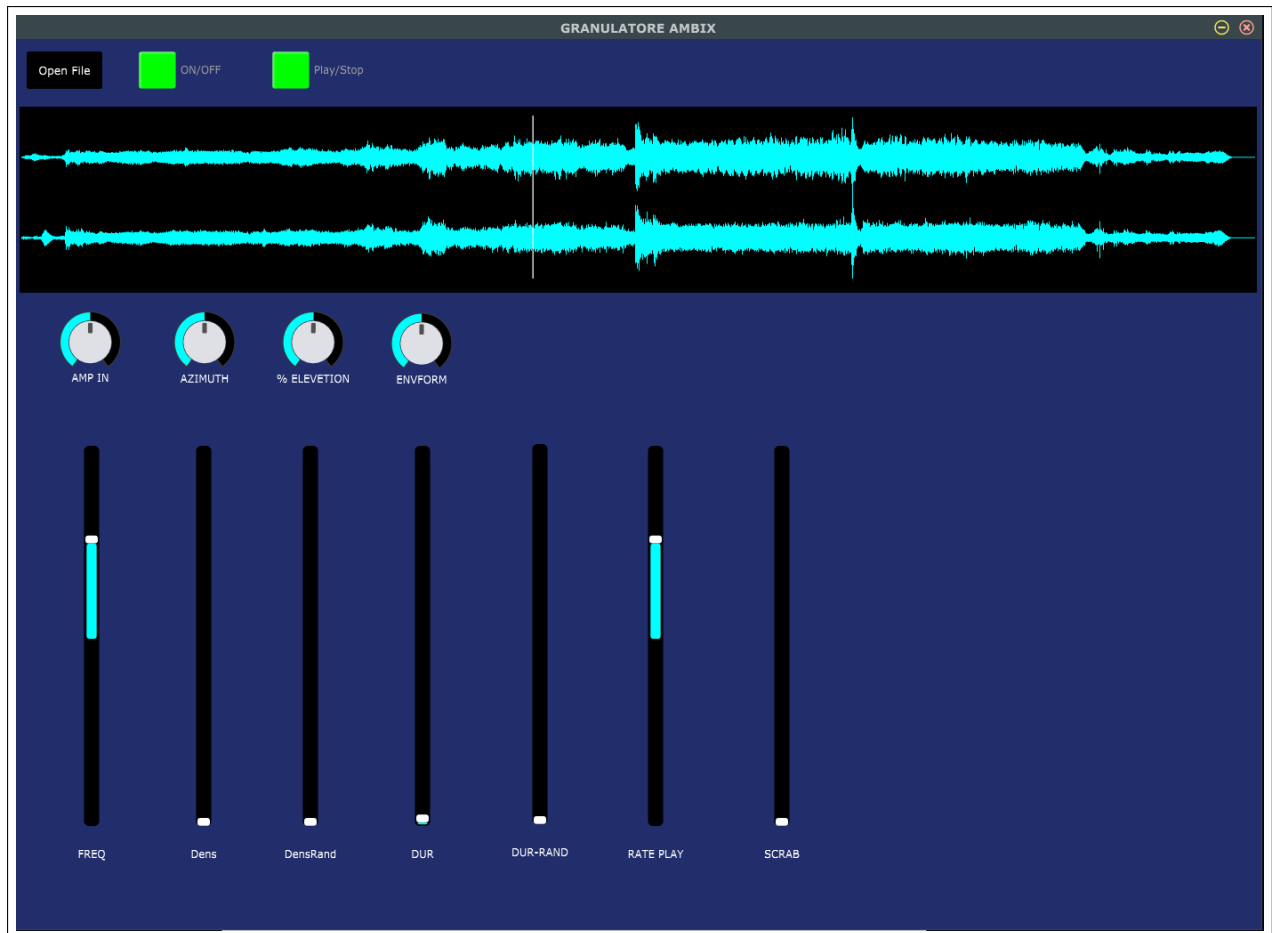 GRANULATORE AMBIX
Open File
ON/OFF
Play/Stop
AMP IN
AZIMUTH
% ELEVETION
ENVFORM
FREQ
Dens
DensRand
DUR
DUR-RAND
RATE PLAY
SCRAB